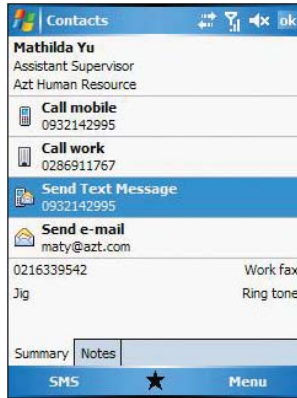 Contacts ok
Mathilda Yu
Assistant Supervisor
Azt Human Resource
Call mobile
0932142995
Call work
0286911767
Send Text Message
0932142995
Send e-mail
maty@azt.com
0216339542 Work fax
Jig Ring tone
Summary Notes
SMS Menu